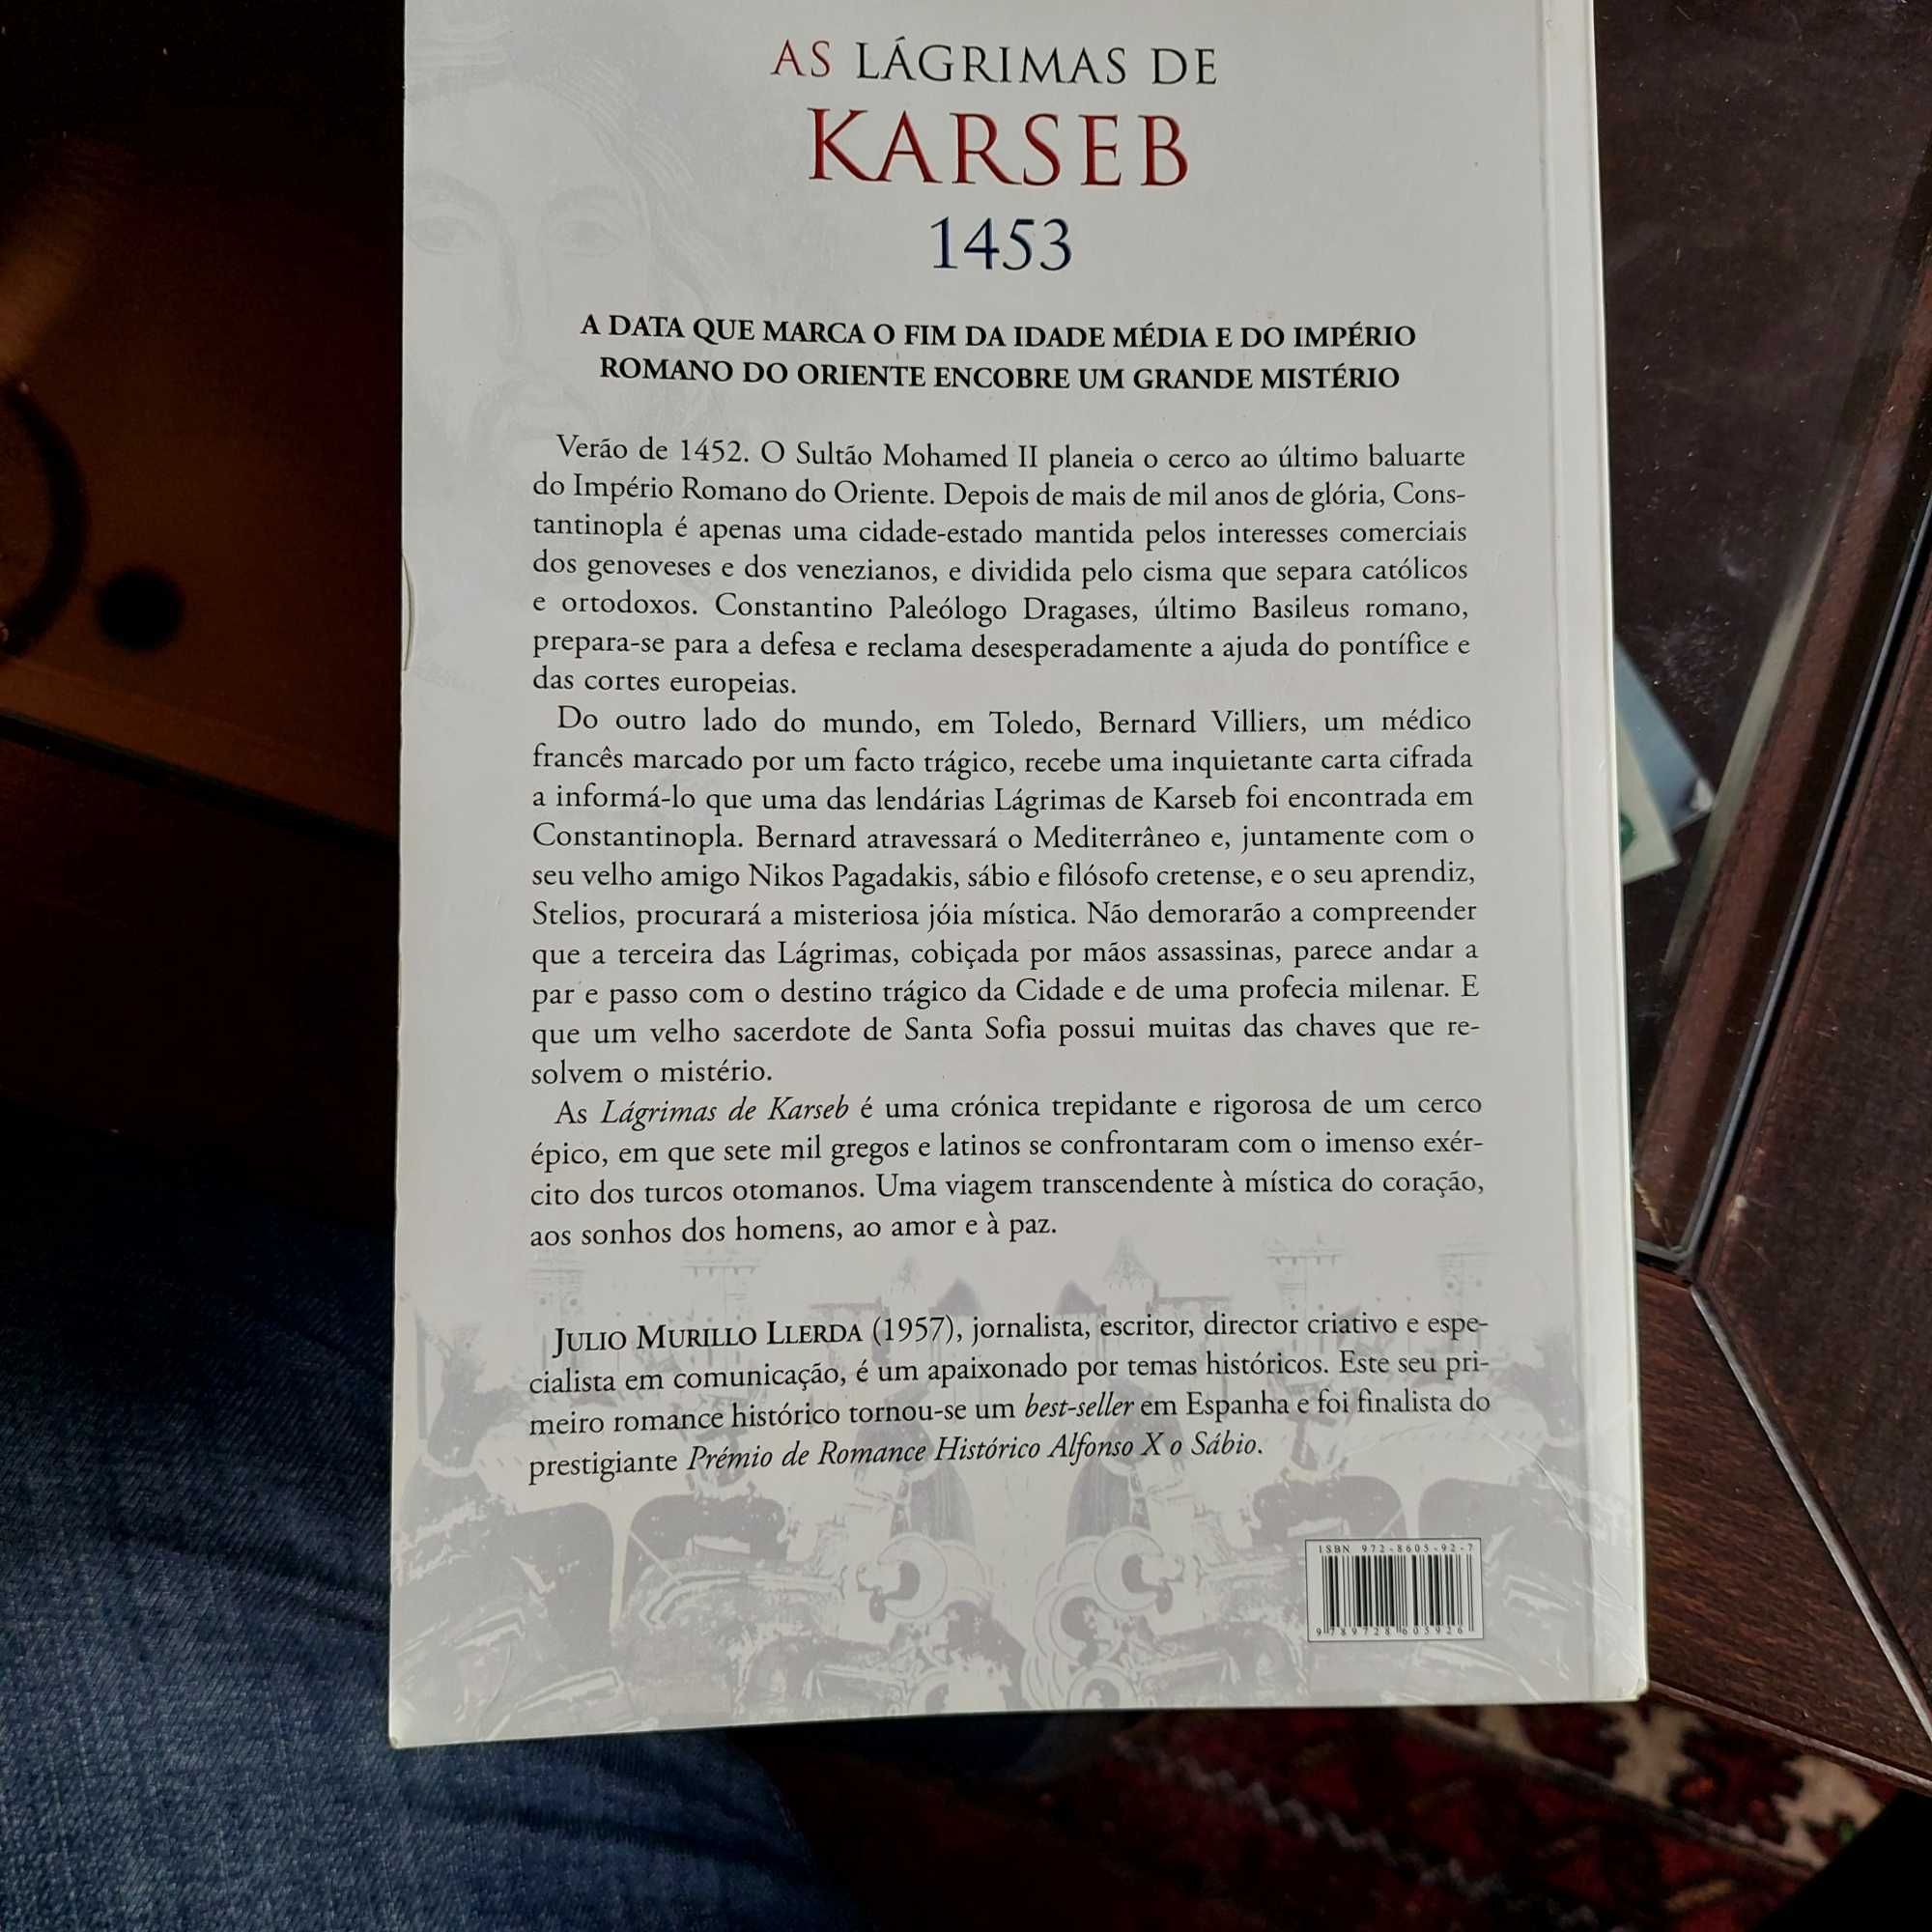 AS LÁGRIMAS DE
KARSEB
1453
A DATA QUE MARCA O FIM DA IDADE MÉDIA E DO IMPÉRIO
ROMANO DO ORIENTE ENCOBRE UM GRANDE MISTÉRIO
Verão de 1452. O Sultão Mohamed II planeia o cerco ao último baluarte
do Império Romano do Oriente. Depois de mais de mil anos de glória, Cons-
tantinopla é apenas uma cidade-estado mantida pelos interesses comerciais
dos genoveses e dos venezianos, e dividida pelo cisma que separa católicos
e ortodoxos. Constantino Paleólogo Dragases, último Basileus romano,
prepara-se para a defesa e reclama desesperadamente a ajuda do pontífice e
das cortes europeias.
Do outro lado do mundo, em Toledo, Bernard Villiers, um médico
francês marcado por um facto trágico, recebe uma inquietante carta cifrada
a informá-lo que uma das lendárias Lágrimas de Karseb foi encontrada em
Constantinopla. Bernard atravessará o Mediterrâneo e, juntamente com o
seu velho amigo Nikos Pagadakis, sábio e filósofo cretense, e o seu aprendiz,
Stelios, procurará a misteriosa jóia mística. Não demorarão a compreender
que a terceira das Lágrimas, cobiçada por mãos assassinas, parece andar a
par e passo com o destino trágico da Cidade e de uma profecia milenar. E
que um velho sacerdote de Santa Sofia possui muitas das chaves que re-
solvem o mistério.
As Lágrimas de Karseb é uma crónica trepidante e rigorosa de um cerco
épico, em que sete mil gregos e latinos se confrontaram com o imenso exér-
cito dos turcos otomanos. Uma viagem transcendente à mística do coração,
aos sonhos dos homens, ao amor e à paz.
JULIO MURILLO LLERDA (1957), jornalista, escritor, director criativo e espe-
cialista em comunicação, é um apaixonado por temas históricos. Este seu pri-
meiro romance histórico tornou-se um best-seller em Espanha e foi finalista do
prestigiante Prémio de Romance Histórico Alfonso X o Sábio.
ISBN 972-8605-92-7
9 789728 605926